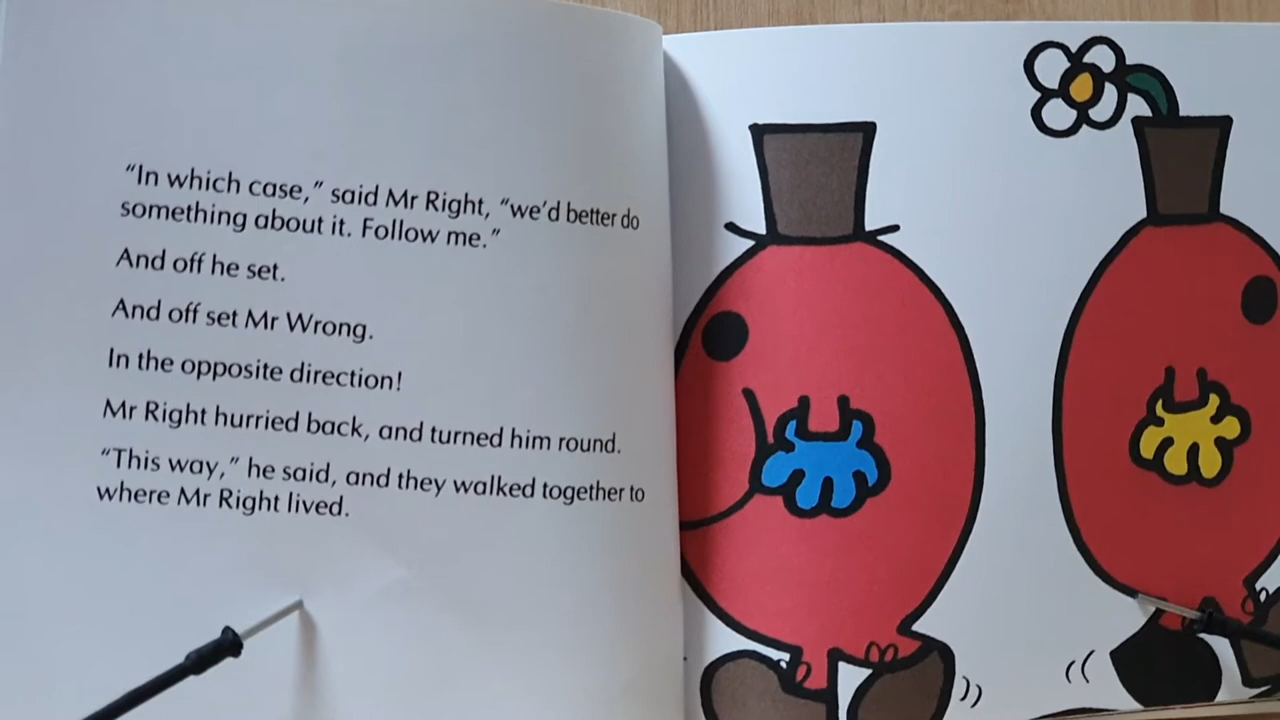 “In which case,” said Mr Right, “we’d better do
something about it. Follow me.”
And off he set.
And off set Mr Wrong.
In the opposite direction!
Mr Right hurried back, and turned him round.
“This way,” he said, and they walked together to
where Mr Right lived.